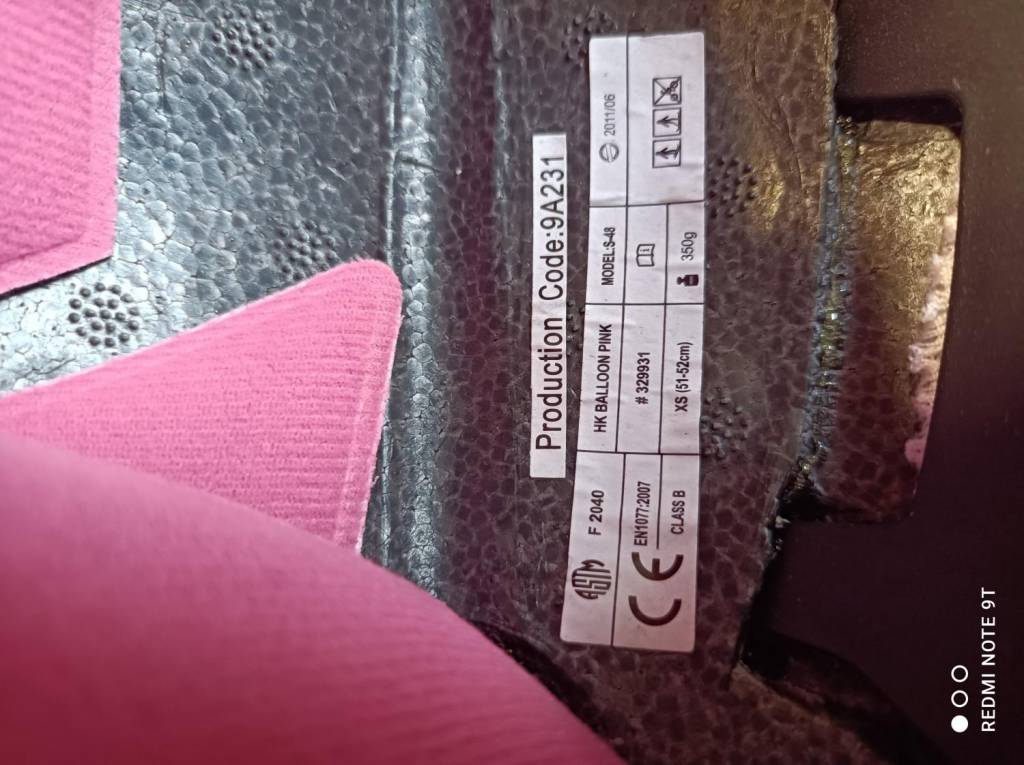 Production Code:9A231
ASTM F 2040 HK BALLOON PINK MODEL:S-48 2011/06
CE EN1077:2007 # 329931
CLASS B XS (51-52cm) 350g
REDMI NOTE 9T